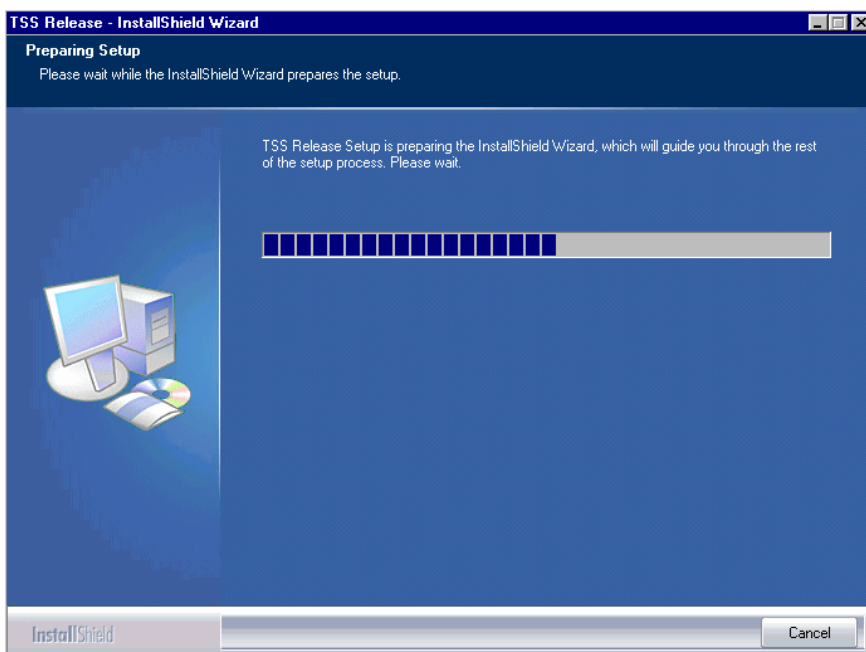 TSS Release - InstallShield Wizard
Preparing Setup
Please wait while the InstallShield Wizard prepares the setup.
TSS Release Setup is preparing the InstallShield Wizard, which will guide you through the rest
of the setup process. Please wait.
InstallShield
Cancel